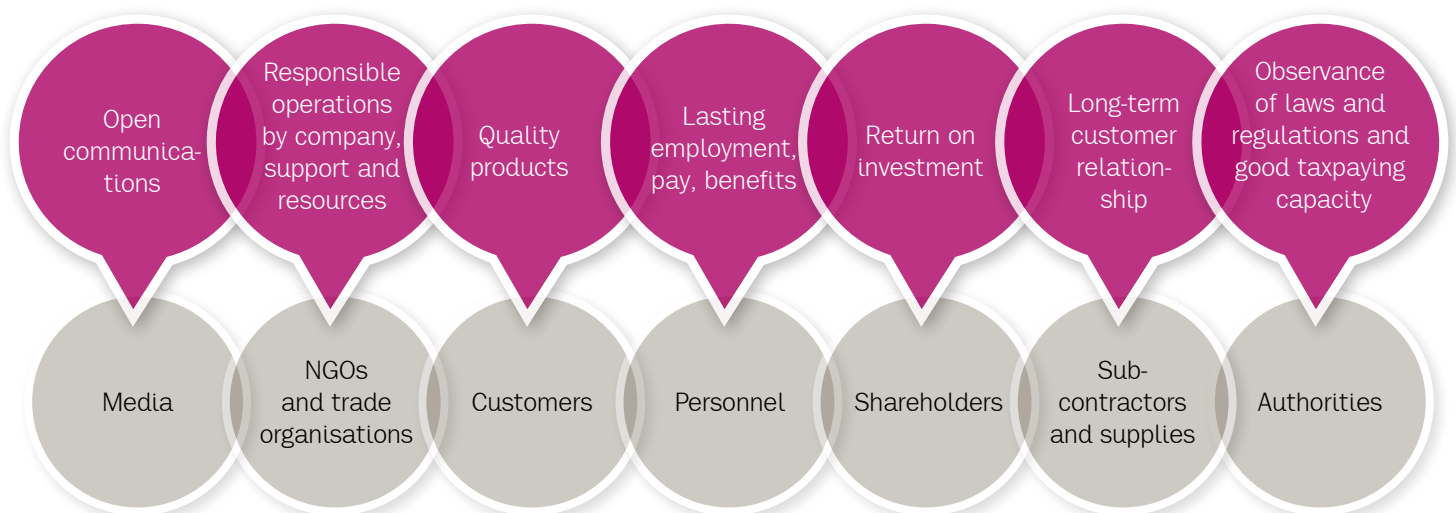 Open
communica-
tions
Responsible
operations
by company,
support and
resources
Quality
products
Lasting
employment,
pay, benefits
Return on
investment
Long-term
customer
relation-
ship
Observance
of laws and
regulations and
good taxpaying
capacity
Media
NGOs
and trade
organisations
Customers
Personnel
Shareholders
Sub-
contractors
and supplies
Authorities